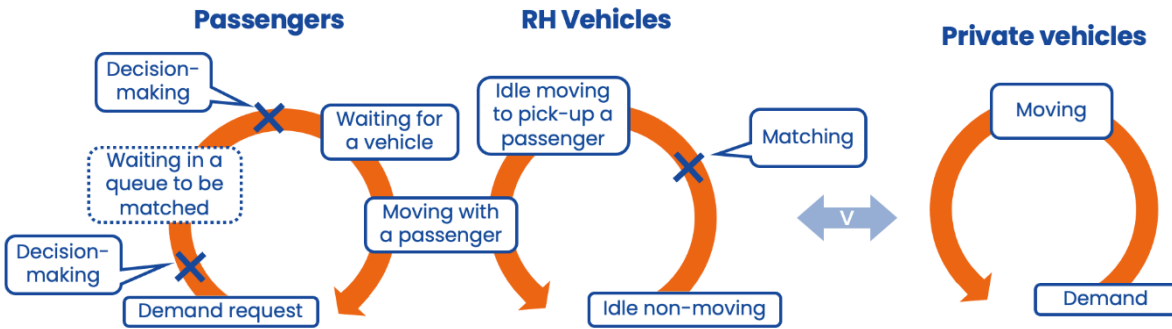 Passengers
RH Vehicles
Private vehicles
Decision-
making
Waiting for
a vehicle
Waiting in a
queue to be
matched
Decision-
making
Demand request
Moving with
a passenger
Idle moving
to pick-up a
passenger
Matching
Idle non-moving
V
Moving
Demand